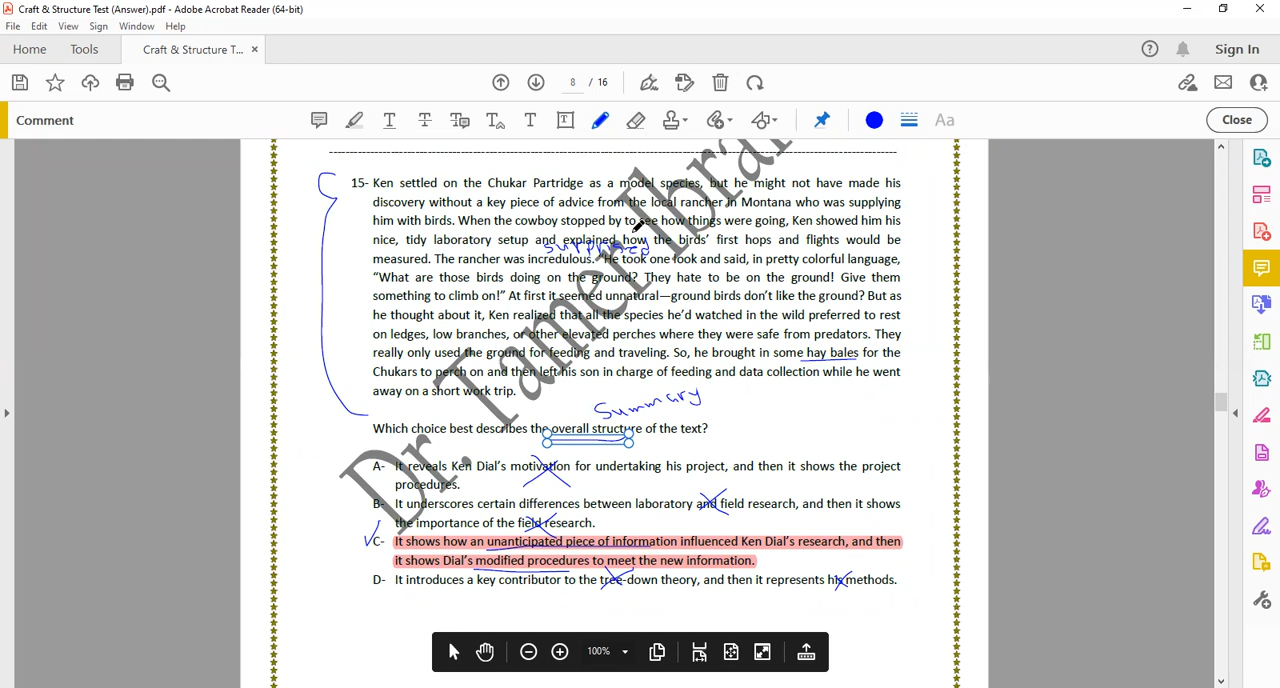 Craft & Structure Test (Answer).pdf - Adobe Acrobat Reader (64-bit)
File Edit View Sign Window Help
Home Tools Craft & Structure T... × Sign In
8 / 16
Comment Aa Close
15- Ken settled on the Chukar Partridge as a model species, but he might not have made his
discovery without a key piece of advice from the local rancher in Montana who was supplying
him with birds. When the cowboy stopped by to see how things were going, Ken showed him his
nice, tidy laboratory setup and explained how the birds' first hops and flights would be
surprised
measured. The rancher was incredulous. "He took one look and said, in pretty colorful language,
"What are those birds doing on the ground? They hate to be on the ground! Give them
something to climb on!" At first it seemed unnatural—ground birds don't like the ground? But as
he thought about it, Ken realized that all the species he'd watched in the wild preferred to rest
on ledges, low branches, or other elevated perches where they were safe from predators. They
really only used the ground for feeding and traveling. So, he brought in some hay bales for the
Chukars to perch on and then left his son in charge of feeding and data collection while he went
away on a short work trip.
Summary
Which choice best describes the overall structure of the text?
A- It reveals Ken Dial's motivation for undertaking his project, and then it shows the project
procedures.
B- It underscores certain differences between laboratory and field research, and then it shows
the importance of the field research.
C- It shows how an unanticipated piece of information influenced Ken Dial's research, and then
it shows Dial's modified procedures to meet the new information.
D- It introduces a key contributor to the tree-down theory, and then it represents his methods.
Dr. Tamer Ibra
100%